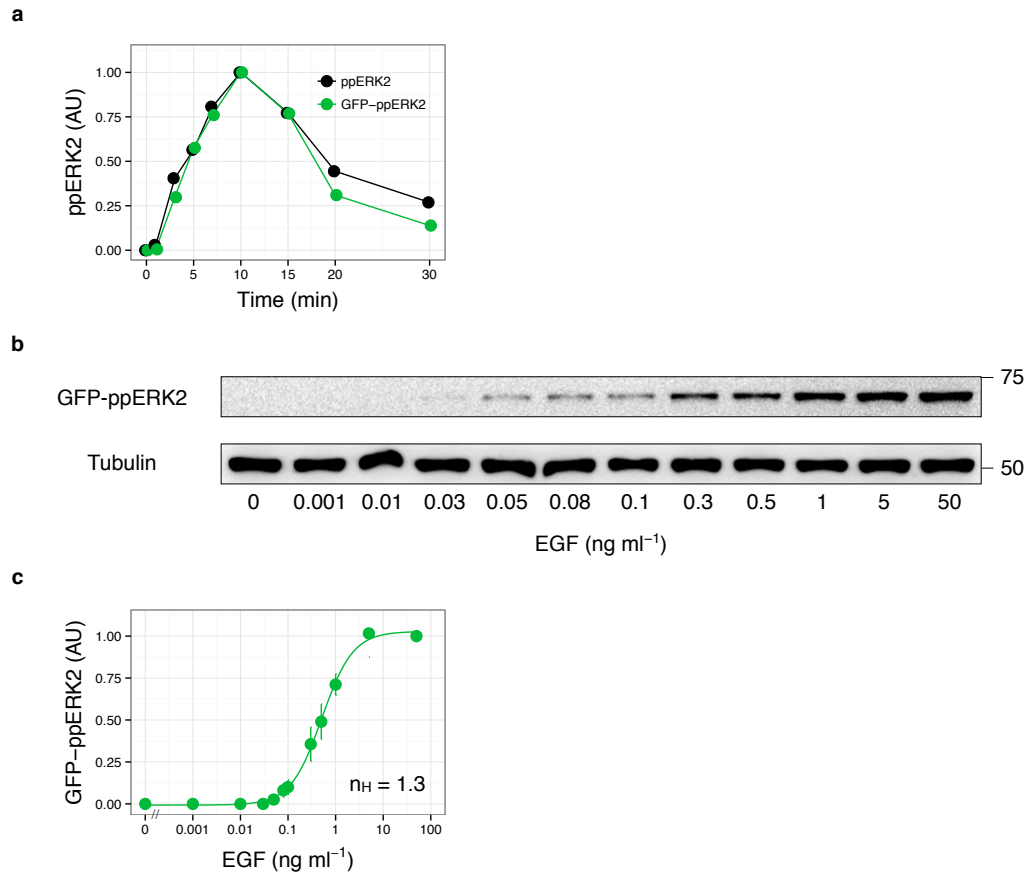 a
1.00
0.75
0.50
0.25
0.00
ppERK2 (AU)
ppERK2
GFP−ppERK2
0 5 10 15 20 30
Time (min)
b
GFP-ppERK2
75
Tubulin
50
0 0.001 0.01 0.03 0.05 0.08 0.1 0.3 0.5 1 5 50
EGF (ng ml⁻¹)
c
1.00
0.75
0.50
0.25
0.00
GFP−ppERK2 (AU)
nH = 1.3
0 // 0.001 0.01 0.1 1 10 100
EGF (ng ml⁻¹)